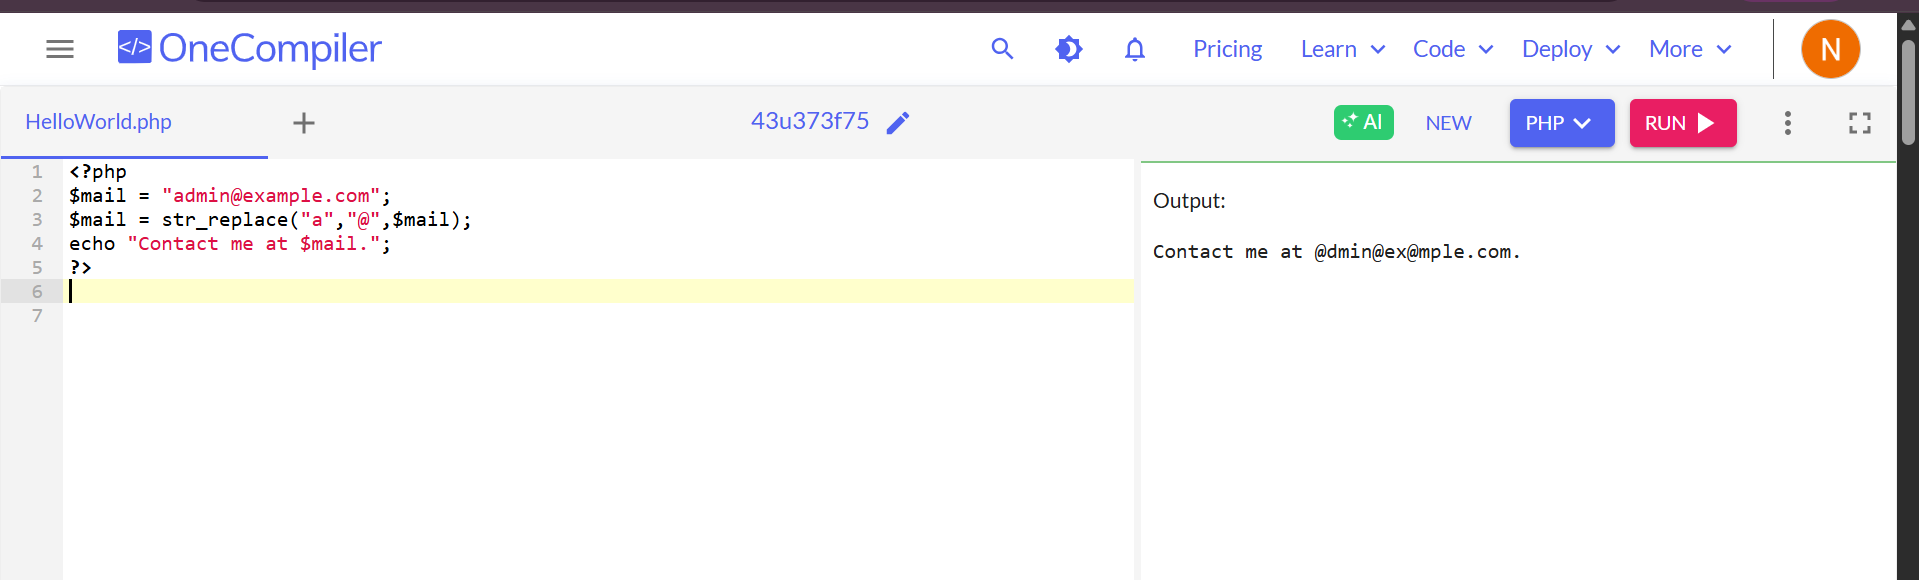 </> OneCompiler
Pricing Learn Code Deploy More N
HelloWorld.php + 43u373f75 AI NEW PHP RUN
1 <?php
2 $mail = "admin@example.com";
3 $mail = str_replace("a","@",$mail);
4 echo "Contact me at $mail.";
5 ?>
6
7
Output:
Contact me at @dmin@ex@mple.com.